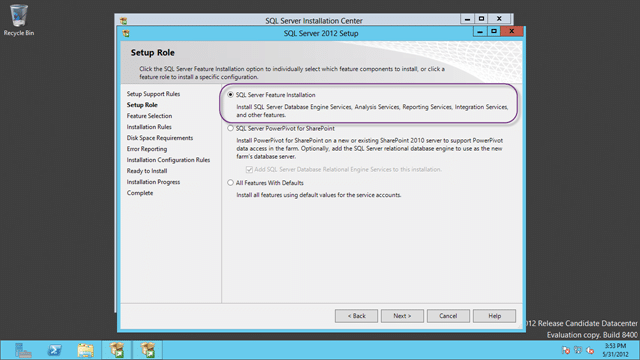 Recycle Bin
SQL Server Installation Center
SQL Server 2012 Setup
Setup Role
Click the SQL Server Feature Installation option to individually select which feature components to install, or click a
feature role to install a specific configuration.
Setup Support Rules
Setup Role
Feature Selection
Installation Rules
Disk Space Requirements
Error Reporting
Installation Configuration Rules
Ready to Install
Installation Progress
Complete
SQL Server Feature Installation
Install SQL Server Database Engine Services, Analysis Services, Reporting Services, Integration Services,
and other features.
SQL Server PowerPivot for SharePoint
Install PowerPivot for SharePoint on a new or existing SharePoint 2010 server to support PowerPivot
data access in the farm. Optionally, add the SQL Server relational database engine to use as the new
farm's database server.
Add SQL Server Database Relational Engine Services to this installation.
All Features With Defaults
Install all features using default values for the service accounts.
< Back
Next >
Cancel
Help
012 Release Candidate Datacenter
Evaluation copy. Build 8400
3:53 PM
5/31/2012